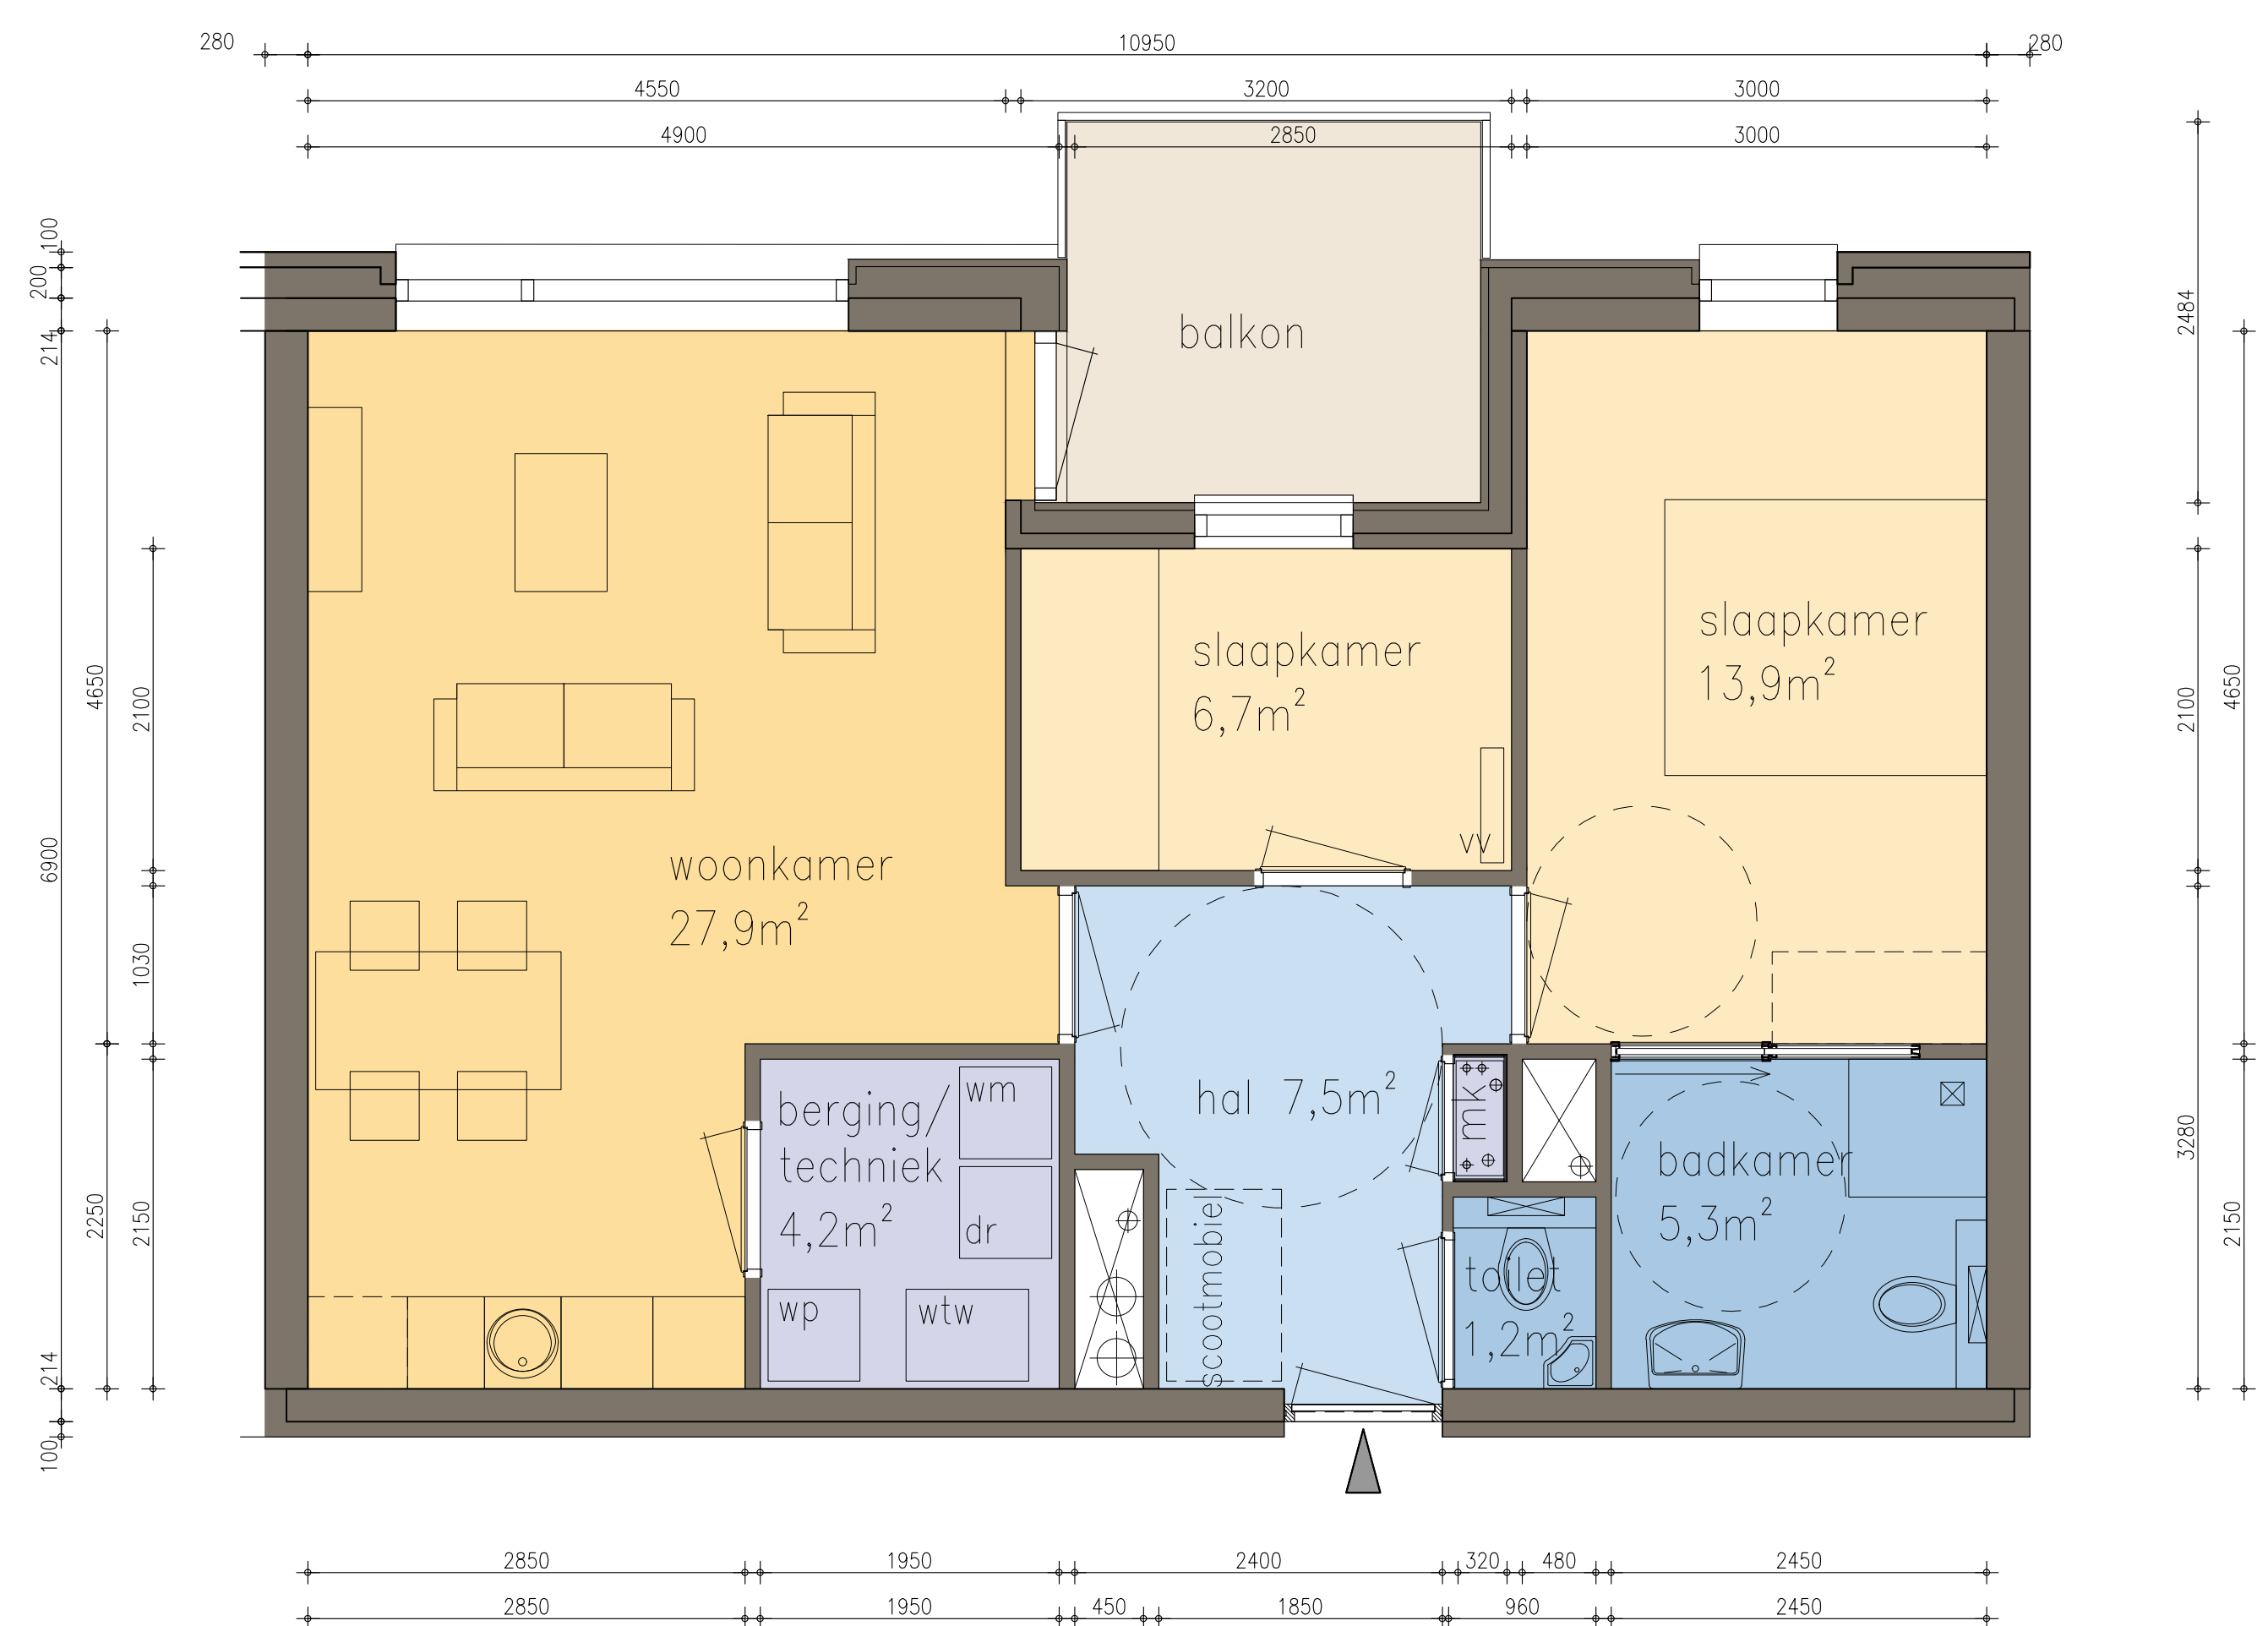 280
10950
280
4550
3200
3000
4900
2850
3000
100
200
214
6900
214
100
4650
2250
2100
1030
2150
2484
2100
3280
4650
2150
balkon
slaapkamer
13,9m²
slaapkamer
6,7m²
vv
woonkamer
27,9m²
hal 7,5m²
mk
berging/
techniek
4,2m²
wm
dr
wp
wtw
scootmobiel
badkamer
5,3m²
toilet
1,2m²
2850
1950
2400
320
480
2450
2850
1950
450
1850
960
2450